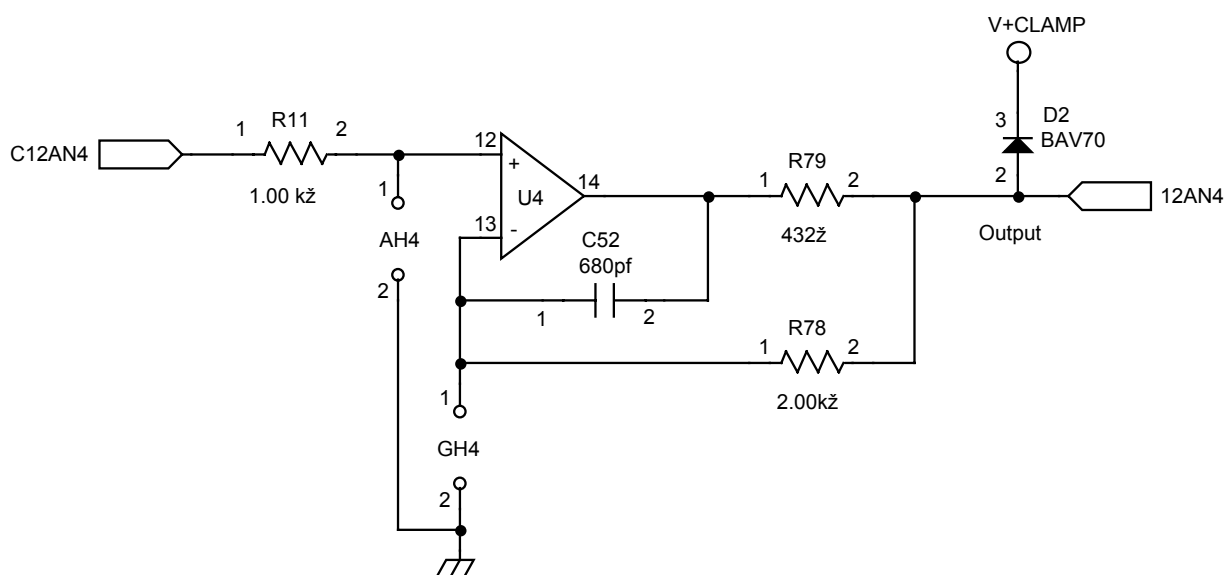 V+CLAMP
3
D2
BAV70
2
C12AN4
1
R11
2
1.00 kž
12
+
U4
14
13
-
1
AH4
2
C52
680pf
1
2
1
R79
2
432ž
Output
12AN4
1
R78
2
2.00kž
1
GH4
2